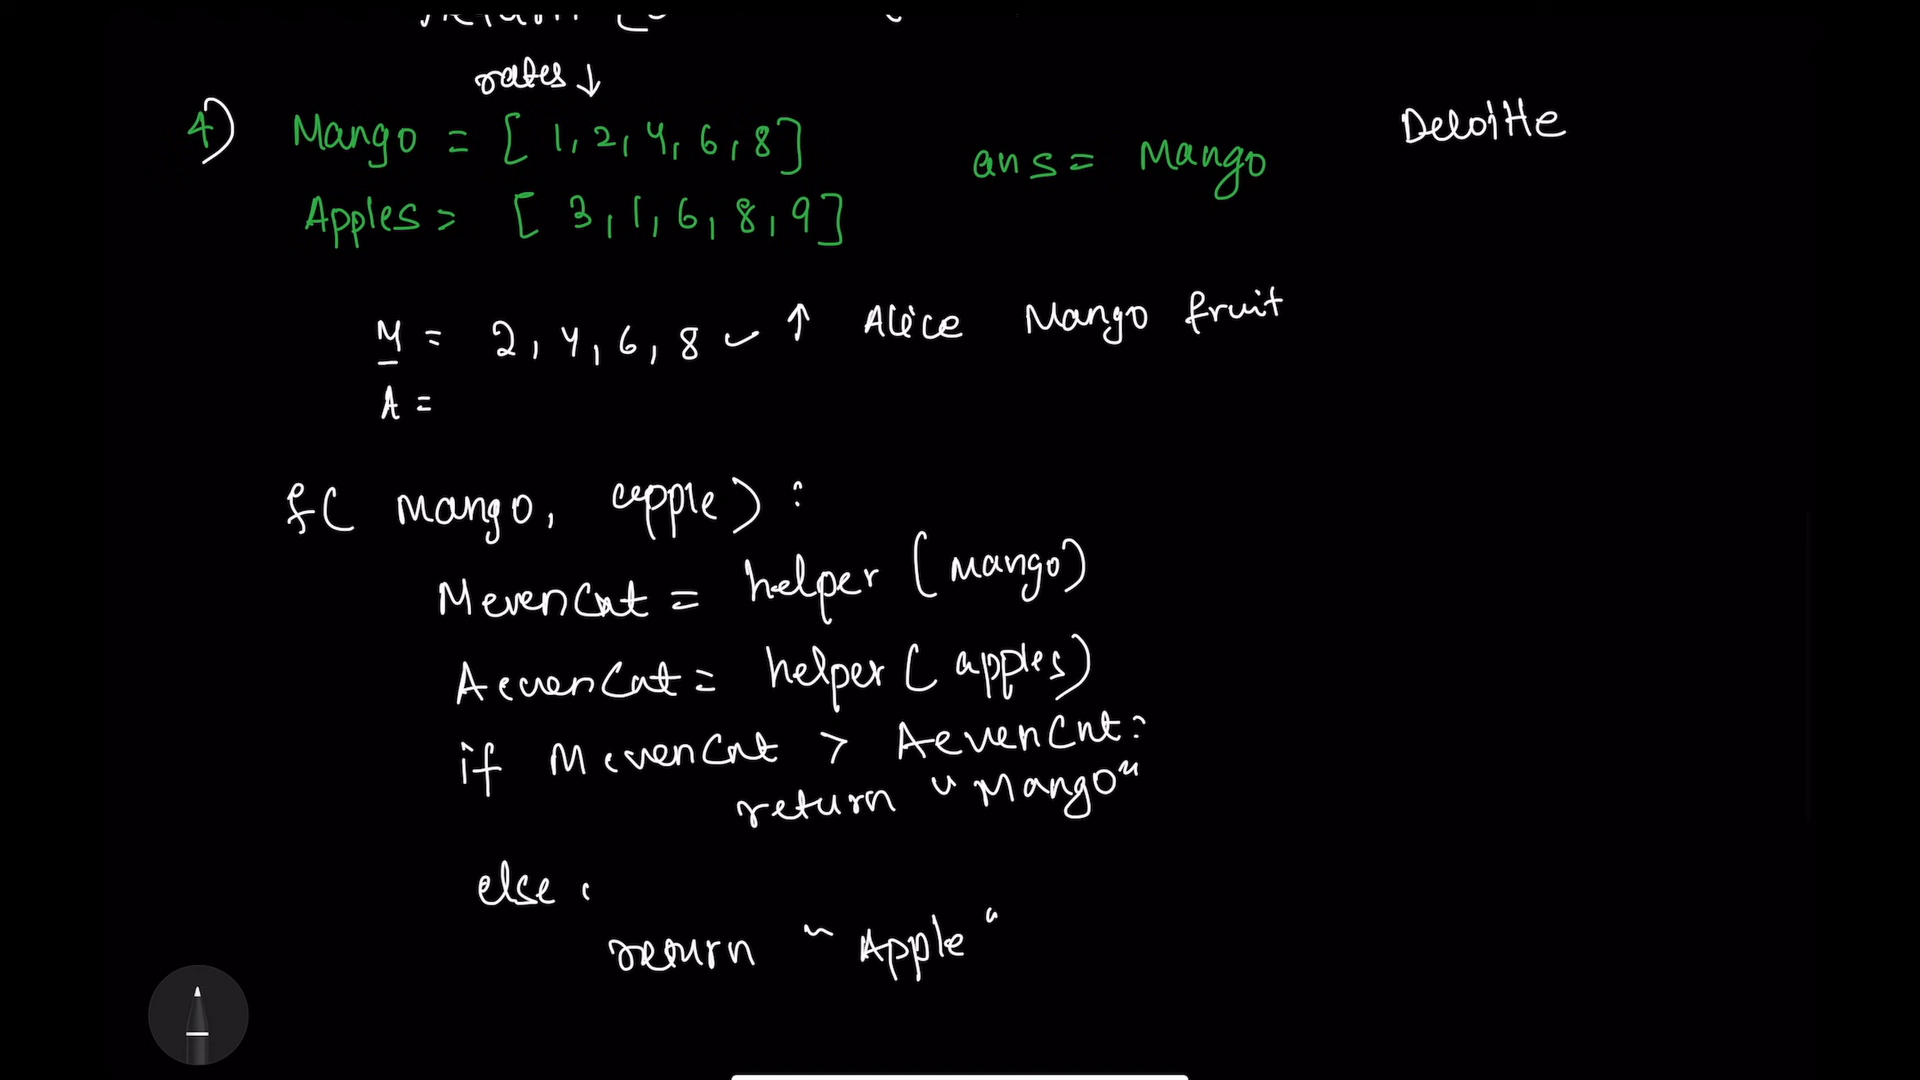 rates ↓
4) Mango = [ 1, 2, 4, 6, 8]
ans = Mango
Deloitte
Apples = [ 3, 1, 6, 8, 9]
M = 2, 4, 6, 8 ✓ ↑ Alice Mango fruit
A =
f( mango, apple) :
MevenCnt = helper (mango)
AevenCnt = helper ( apples)
if MevenCnt > AevenCnt:
return "Mango"
else :
return "Apple"